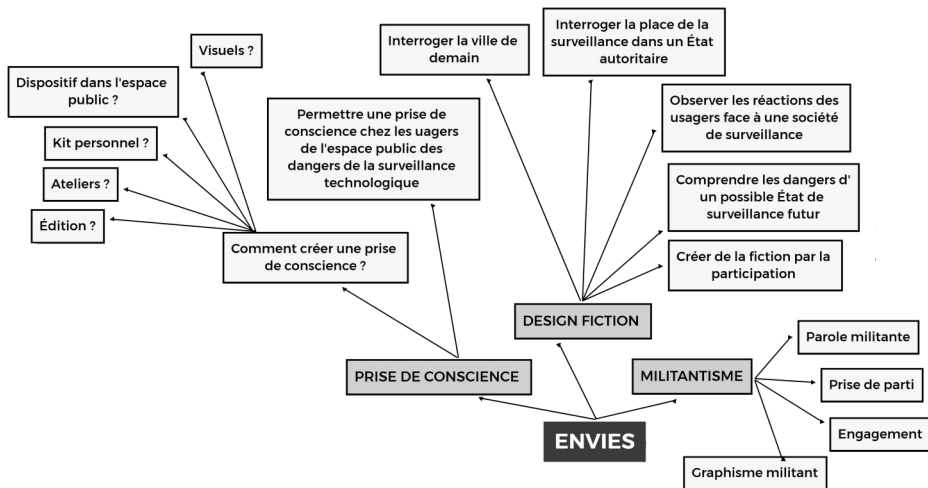 Visuels ?
Dispositif dans l'espace
public ?
Kit personnel ?
Ateliers ?
Édition ?
Comment créer une prise
de conscience ?
Permettre une prise de
conscience chez les uagers
de l'espace public des
dangers de la surveillance
technologique
Interroger la ville de
demain
Interroger la place de la
surveillance dans un État
autoritaire
Observer les réactions des
usagers face à une société
de surveillance
Comprendre les dangers d'
un possible État de
surveillance futur
Créer de la fiction par la
participation
DESIGN FICTION
PRISE DE CONSCIENCE
MILITANTISME
Parole militante
Prise de parti
Engagement
Graphisme militant
ENVIES